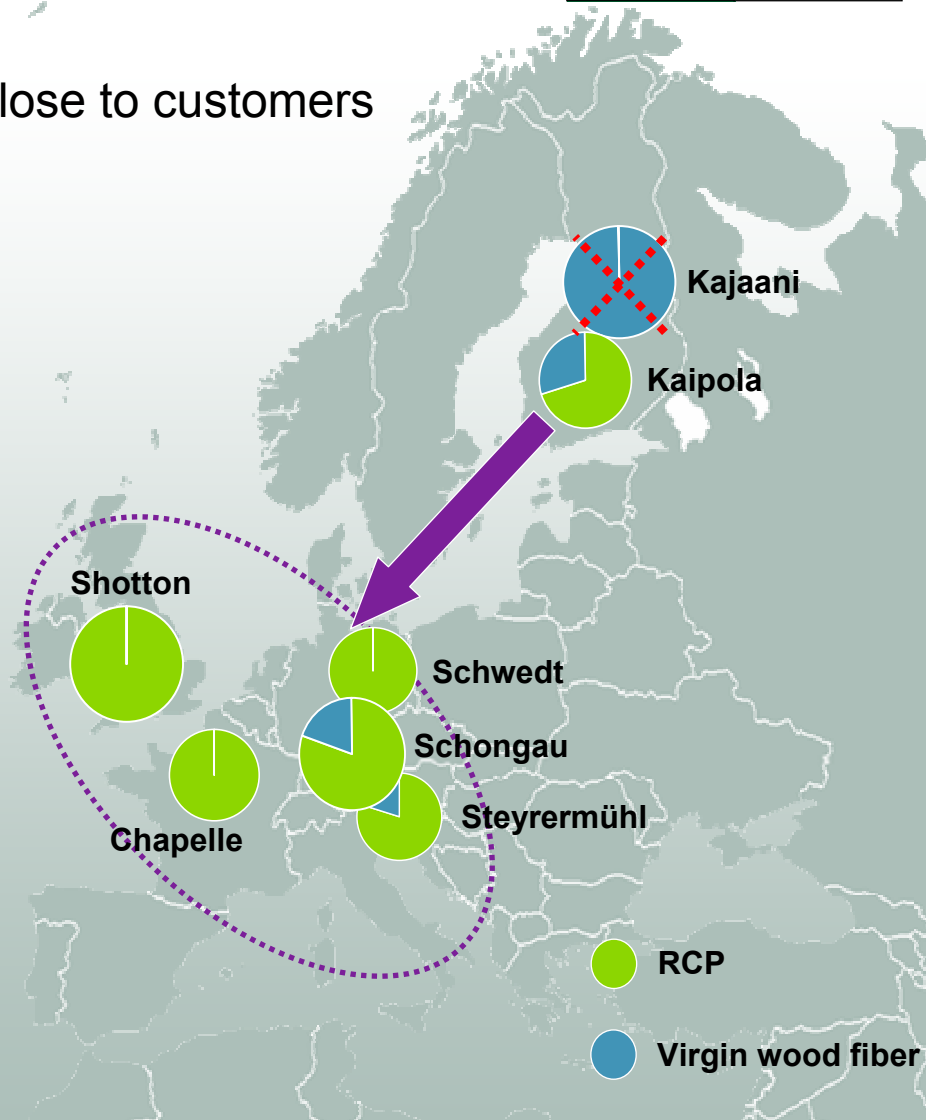 lose to customers
Kajaani
Kaipola
Shotton
Schwedt
Schongau
Steyrermühl
Chapelle
RCP
Virgin wood fiber